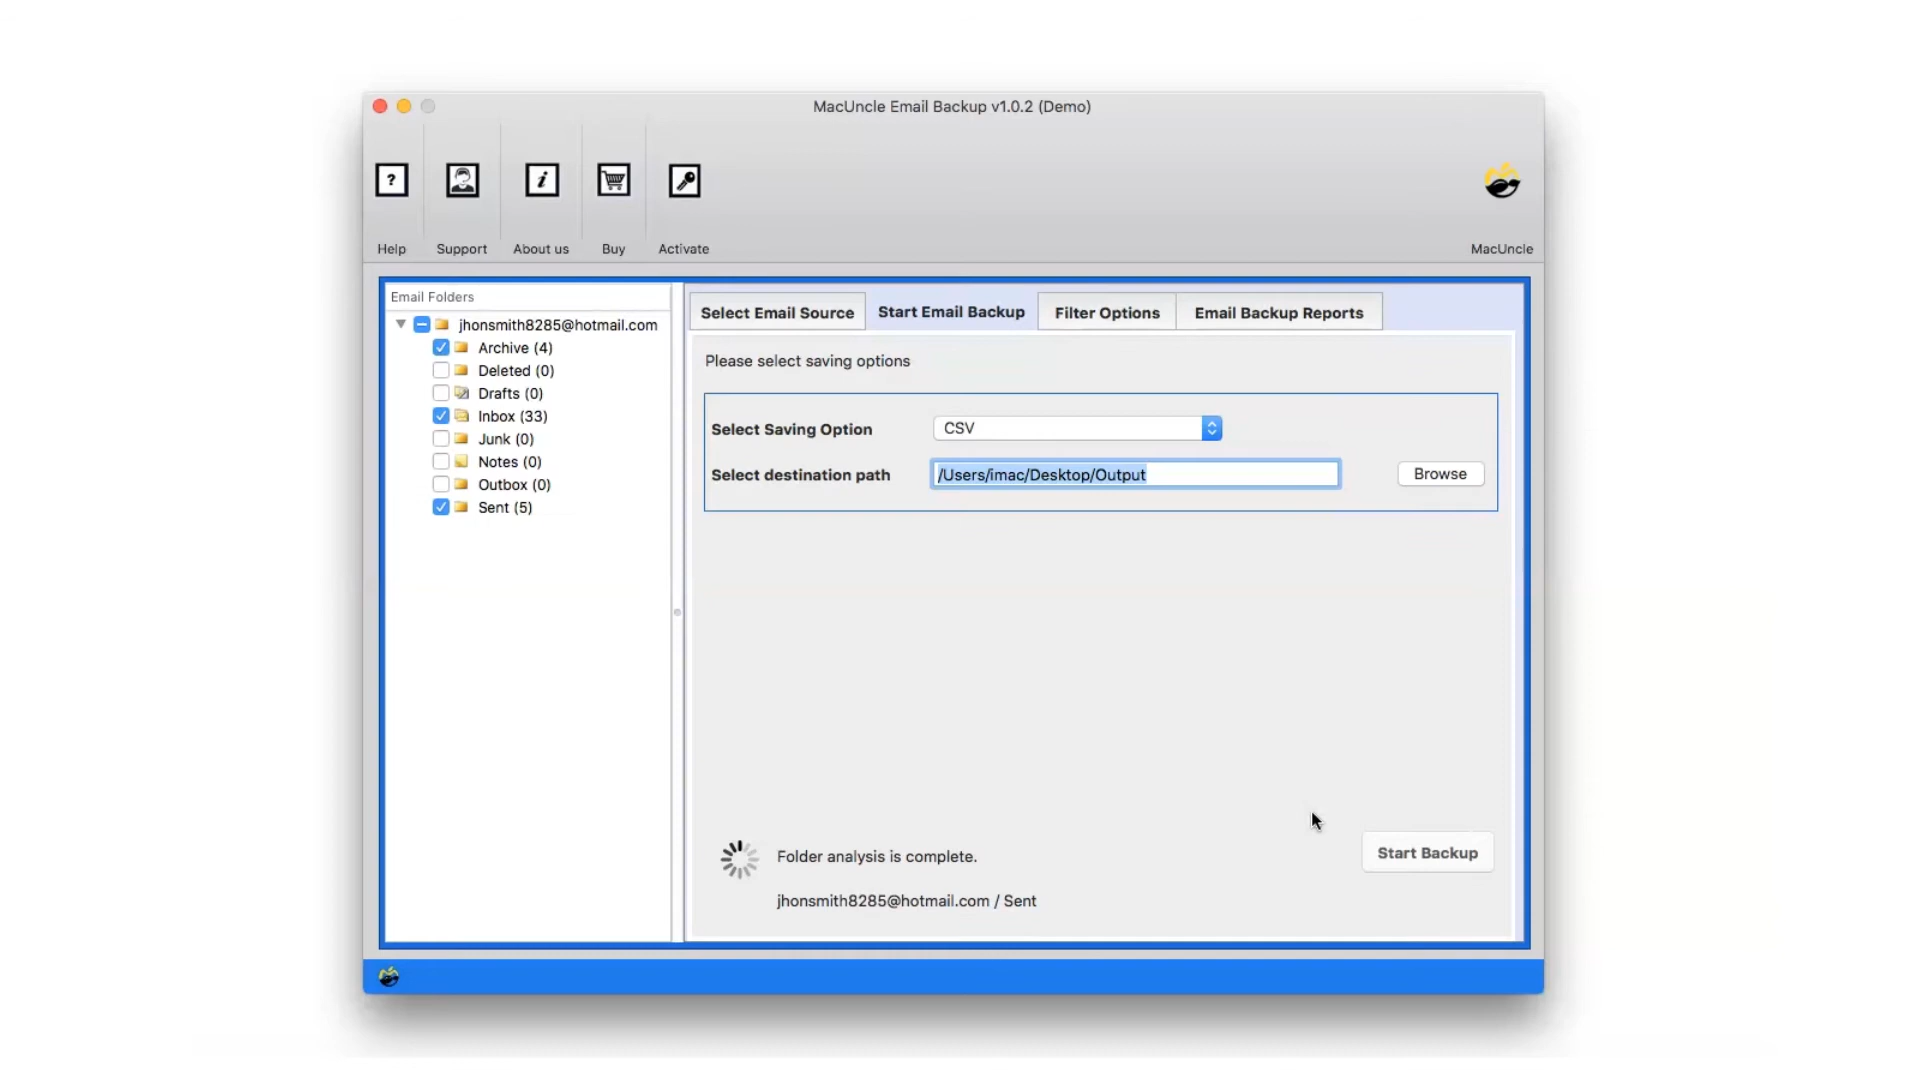 MacUncle Email Backup v1.0.2 (Demo)
?
i
Help
Support
About us
Buy
Activate
MacUncle
Email Folders
jhonsmith8285@hotmail.com
Archive (4)
Deleted (0)
Drafts (0)
Inbox (33)
Junk (0)
Notes (0)
Outbox (0)
Sent (5)
Select Email Source
Start Email Backup
Filter Options
Email Backup Reports
Please select saving options
Select Saving Option
CSV
Select destination path
/Users/imac/Desktop/Output
Browse
Folder analysis is complete.
Start Backup
jhonsmith8285@hotmail.com / Sent